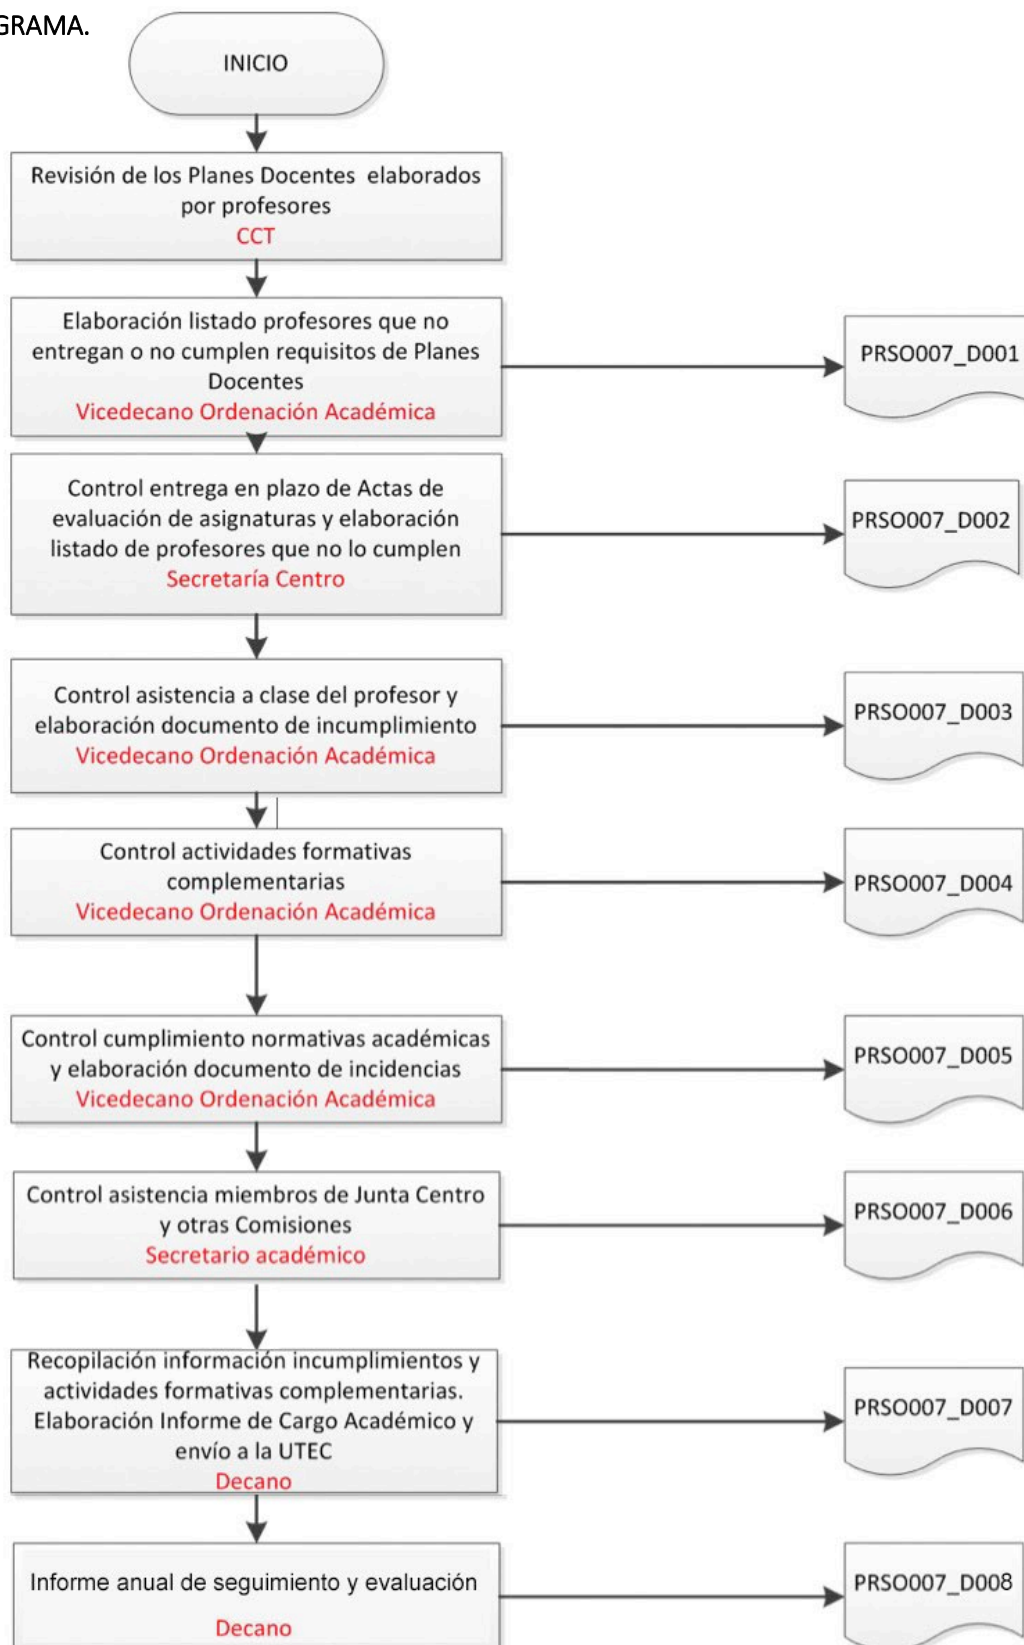 GRAMA.
INICIO
Revisión de los Planes Docentes elaborados
por profesores
CCT
Elaboración listado profesores que no
entregan o no cumplen requisitos de Planes
Docentes
Vicedecano Ordenación Académica
PRSO007_D001
Control entrega en plazo de Actas de
evaluación de asignaturas y elaboración
listado de profesores que no lo cumplen
Secretaría Centro
PRSO007_D002
Control asistencia a clase del profesor y
elaboración documento de incumplimiento
Vicedecano Ordenación Académica
PRSO007_D003
Control actividades formativas
complementarias
Vicedecano Ordenación Académica
PRSO007_D004
Control cumplimiento normativas académicas
y elaboración documento de incidencias
Vicedecano Ordenación Académica
PRSO007_D005
Control asistencia miembros de Junta Centro
y otras Comisiones
Secretario académico
PRSO007_D006
Recopilación información incumplimientos y
actividades formativas complementarias.
Elaboración Informe de Cargo Académico y
envío a la UTEC
Decano
PRSO007_D007
Informe anual de seguimiento y evaluación
Decano
PRSO007_D008